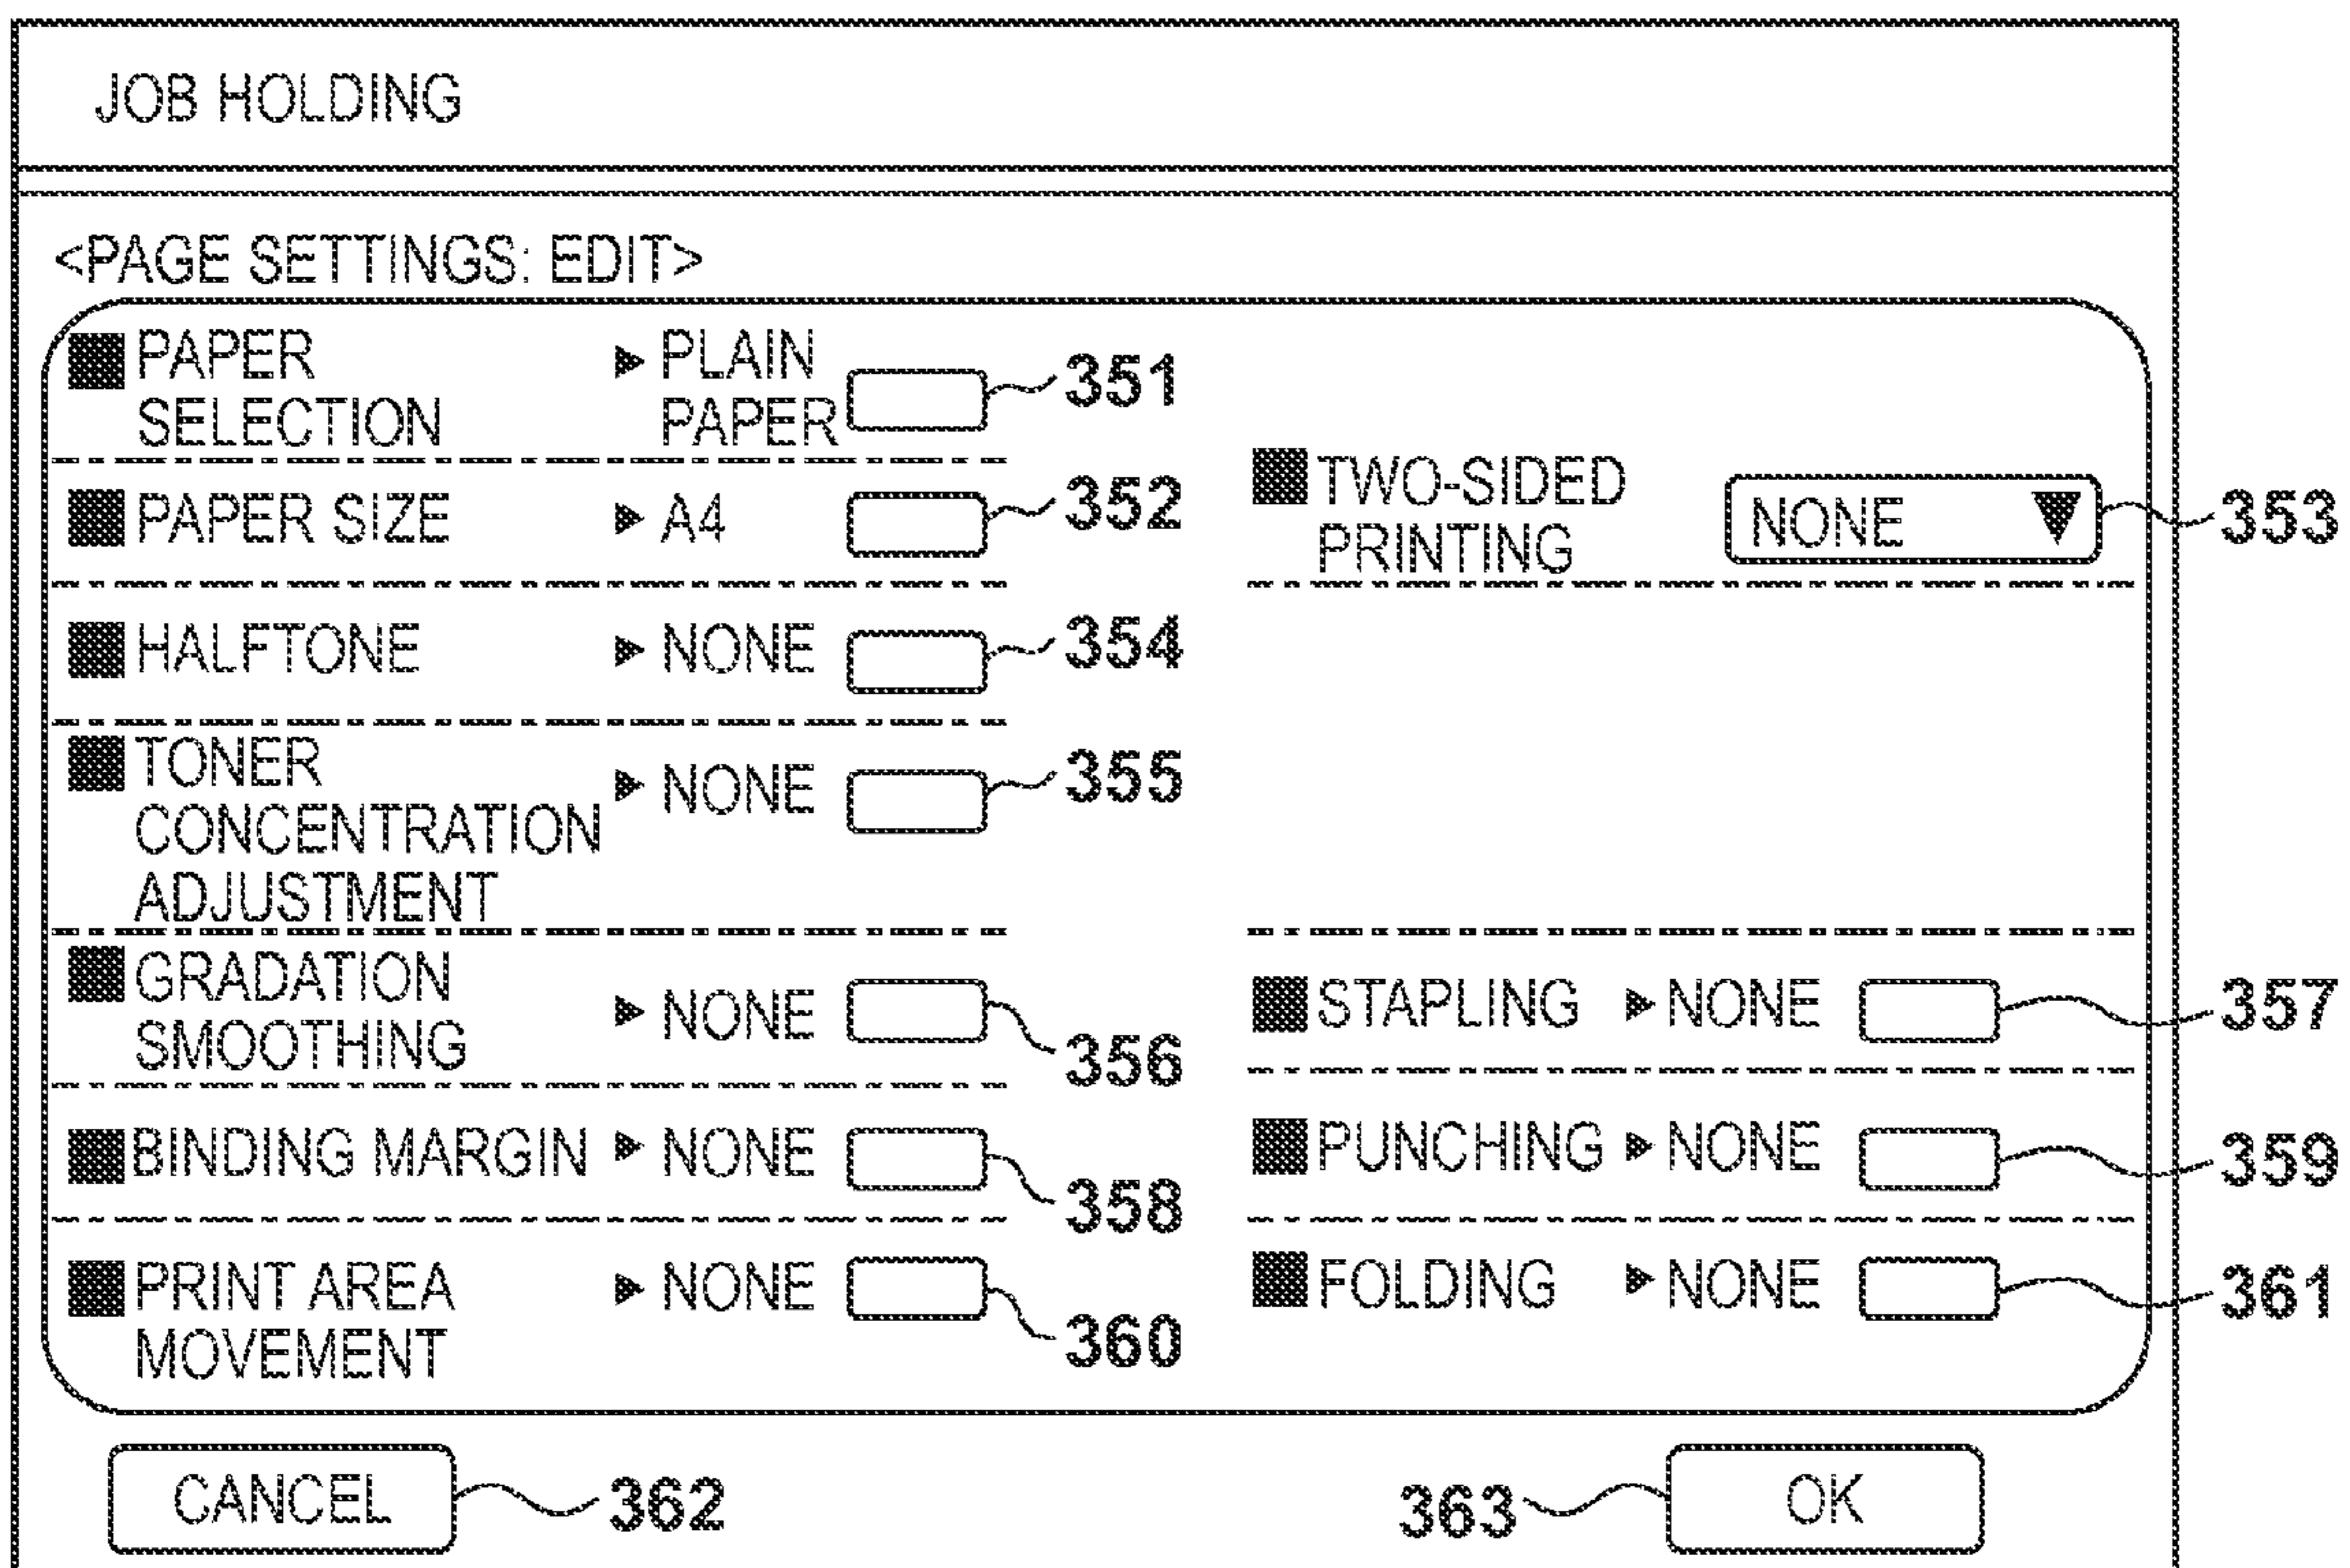 JOB HOLDING
<PAGE SETTINGS: EDIT>
PAPER
SELECTION
PLAIN
PAPER
351
PAPER SIZE
A4
352
TWO-SIDED
PRINTING
NONE
353
HALFTONE
NONE
354
TONER
CONCENTRATION
ADJUSTMENT
NONE
355
GRADATION
SMOOTHING
NONE
356
STAPLING
NONE
357
BINDING MARGIN
NONE
358
PUNCHING
NONE
359
PRINT AREA
MOVEMENT
NONE
360
FOLDING
NONE
361
CANCEL
362
363
OK